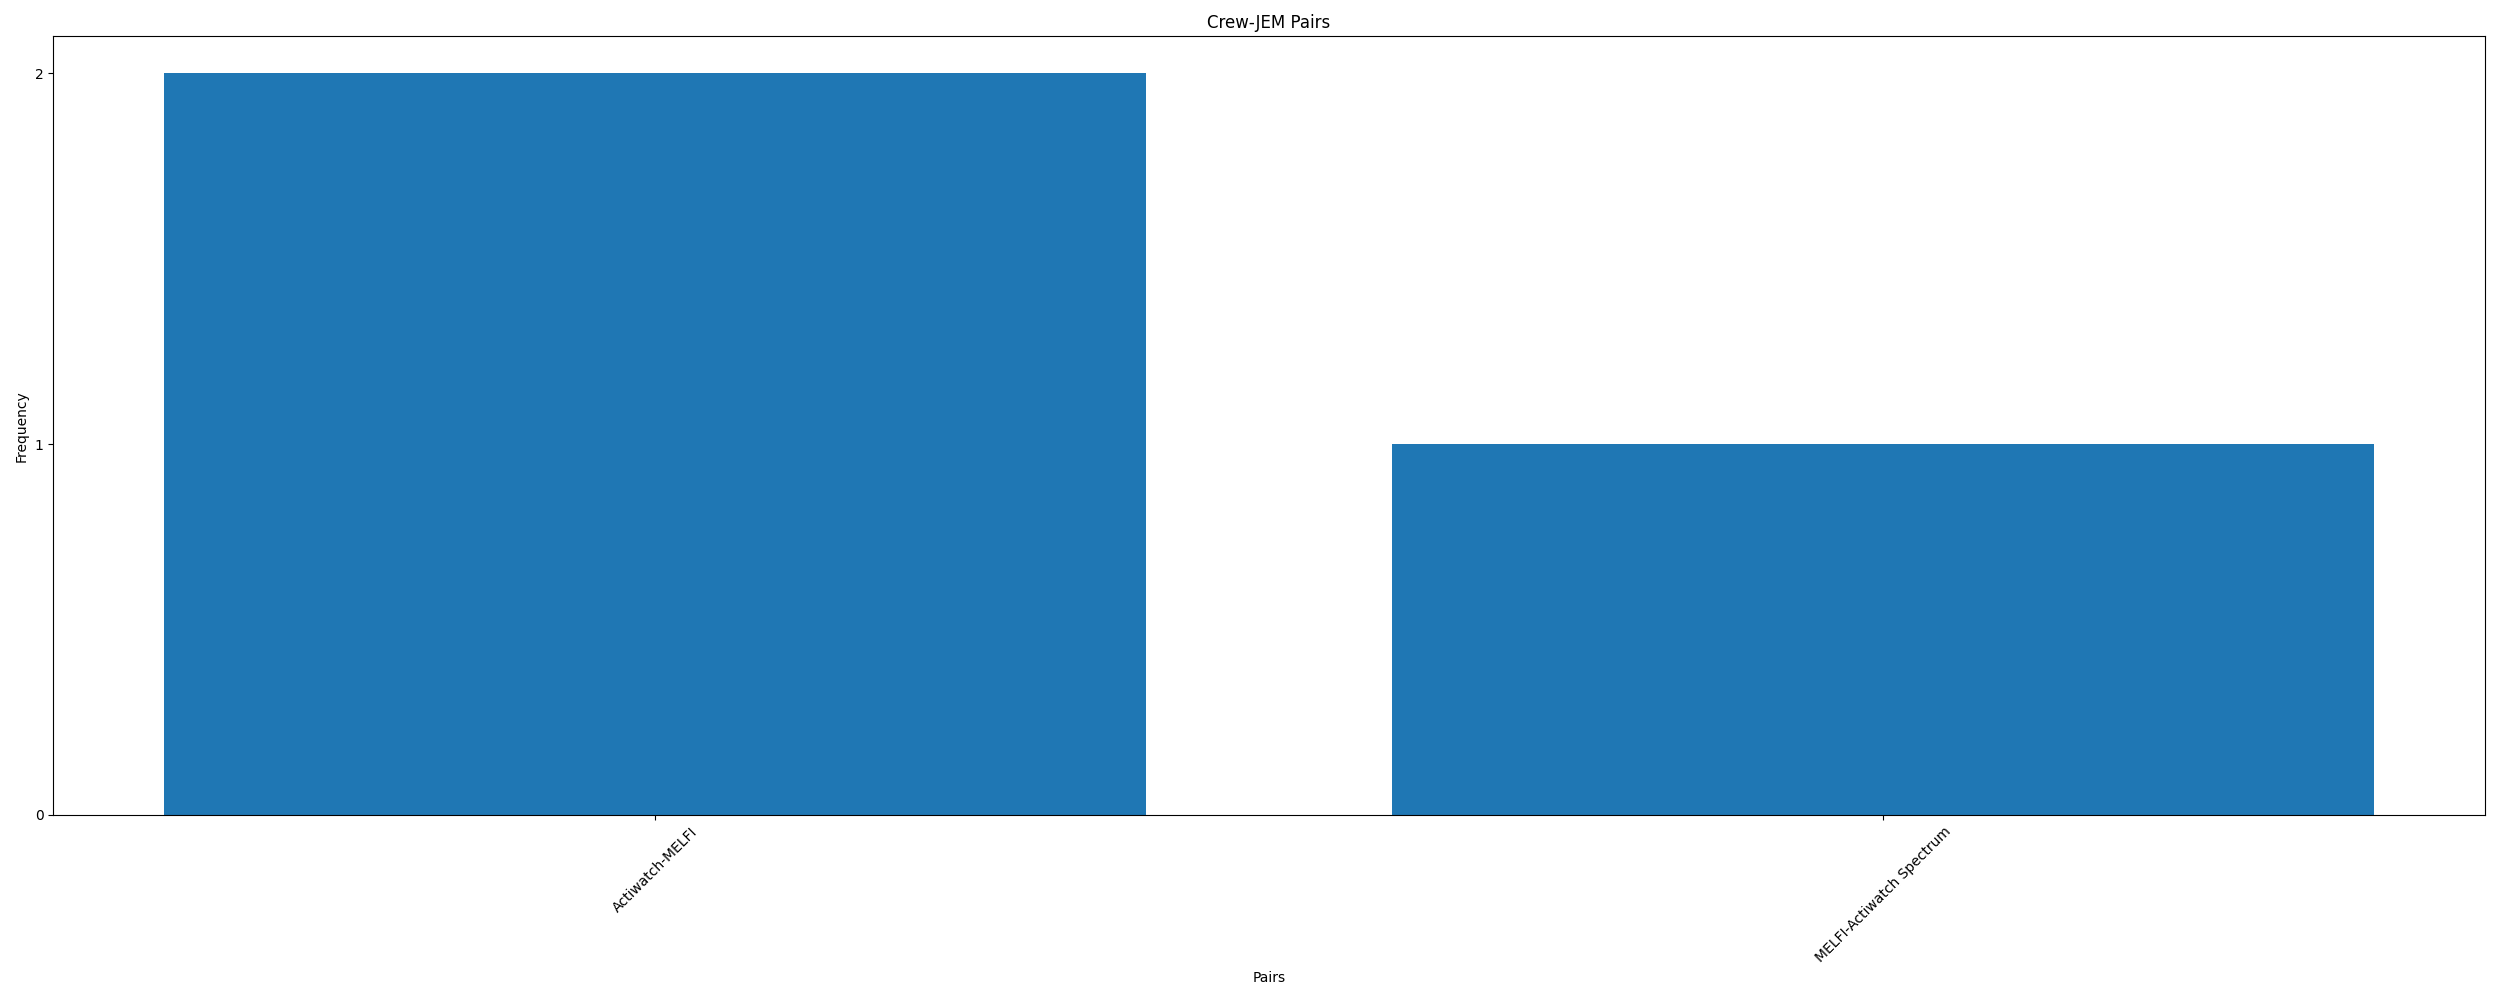 Crew-JEM Pairs
Frequency
2
1
0
Actiwatch-MELFI
MELFI-Actiwatch Spectrum
Pairs